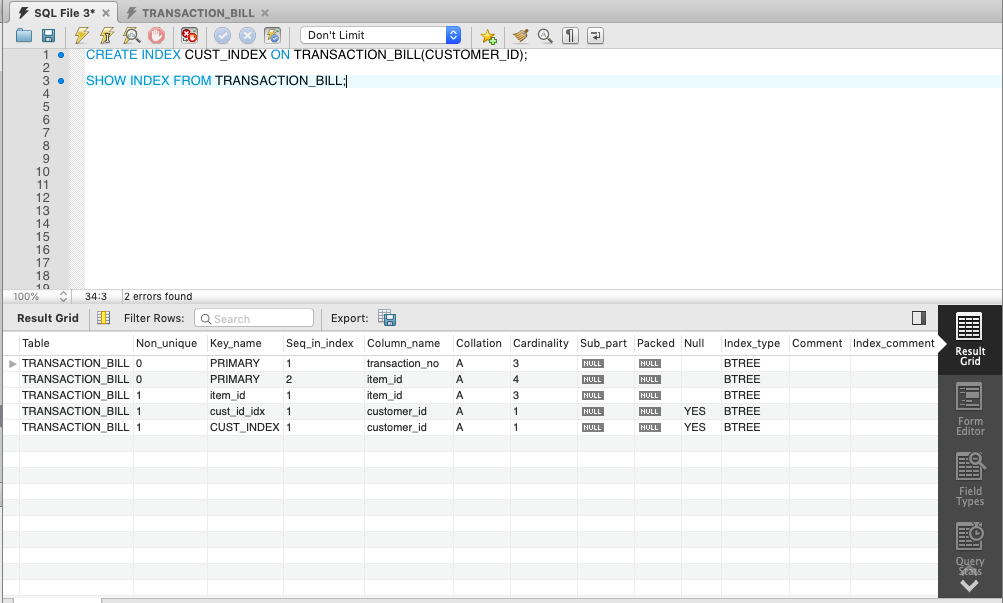 SQL File 3* × TRANSACTION_BILL ×
Don't Limit
1 CREATE INDEX CUST_INDEX ON TRANSACTION_BILL(CUSTOMER_ID);
2
3 SHOW INDEX FROM TRANSACTION_BILL;
4
5
6
7
8
9
10
11
12
13
14
15
16
17
18
19
100% 34:3 2 errors found
Result Grid Filter Rows: Search Export:
Table Non_unique Key_name Seq_in_index Column_name Collation Cardinality Sub_part Packed Null Index_type Comment Index_comment
TRANSACTION_BILL 0 PRIMARY 1 transaction_no A 3 NULL NULL BTREE
TRANSACTION_BILL 0 PRIMARY 2 item_id A 4 NULL NULL BTREE
TRANSACTION_BILL 1 item_id 1 item_id A 3 NULL NULL BTREE
TRANSACTION_BILL 1 cust_id_idx 1 customer_id A 1 NULL NULL YES BTREE
TRANSACTION_BILL 1 CUST_INDEX 1 customer_id A 1 NULL NULL YES BTREE
Result
Grid
Form
Editor
Field
Types
Query
Stats